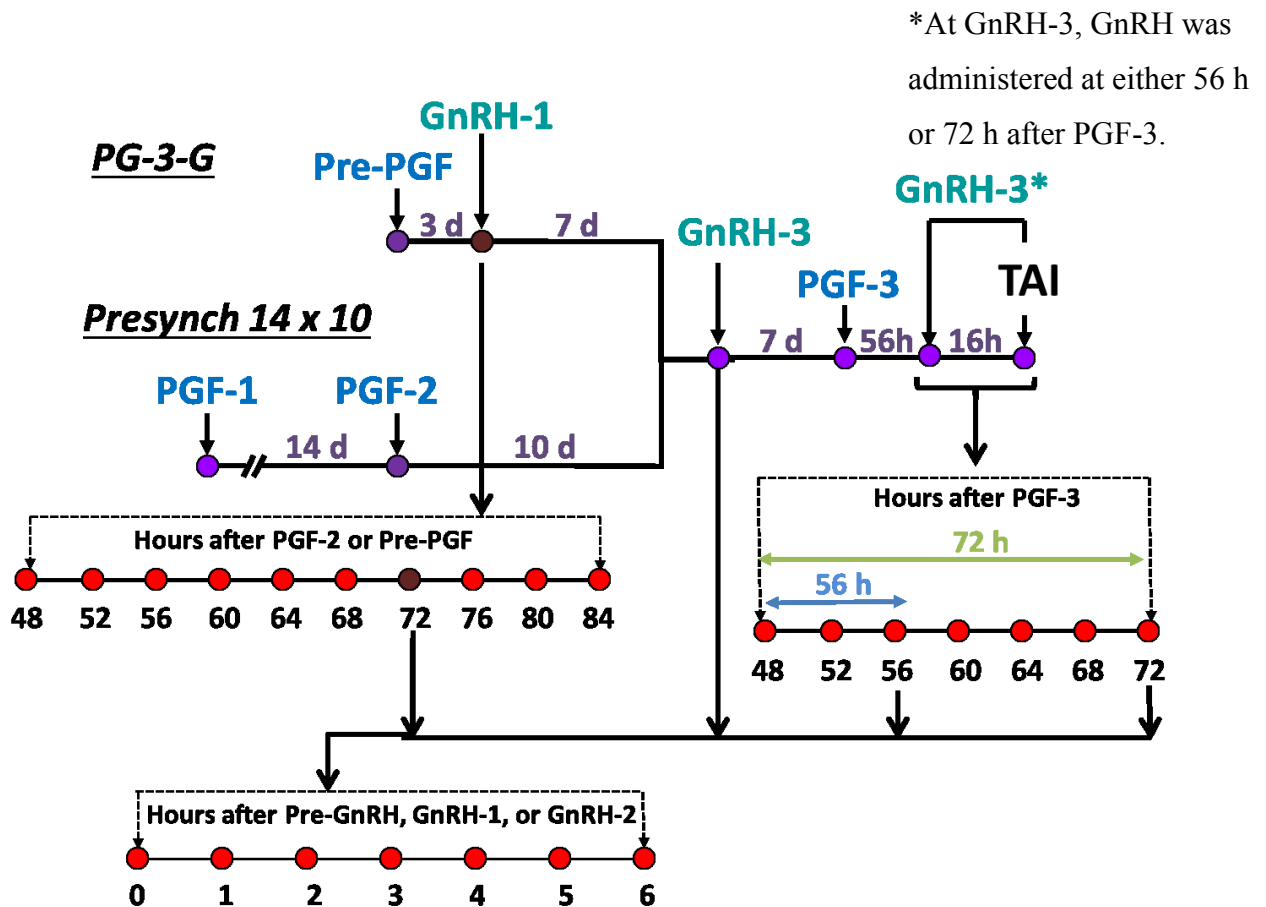 *At GnRH-3, GnRH was
administered at either 56 h
or 72 h after PGF-3.
GnRH-1
PG-3-G
Pre-PGF
GnRH-3*
3 d
7 d
GnRH-3
PGF-3
TAI
Presynch 14 x 10
7 d
56h
16h
PGF-1
PGF-2
14 d
10 d
Hours after PGF-2 or Pre-PGF
48 52 56 60 64 68 72 76 80 84
Hours after PGF-3
72 h
56 h
48 52 56 60 64 68 72
Hours after Pre-GnRH, GnRH-1, or GnRH-2
0 1 2 3 4 5 6